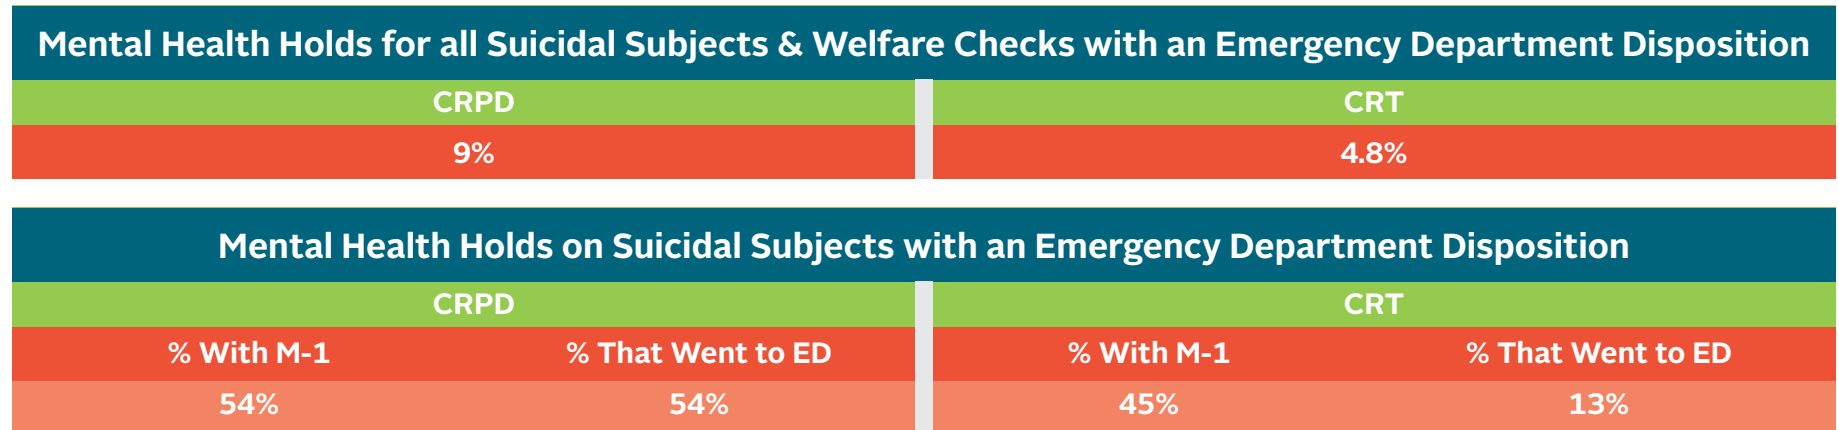 Mental Health Holds for all Suicidal Subjects & Welfare Checks with an Emergency Department Disposition
CRPD CRT
9% 4.8%
Mental Health Holds on Suicidal Subjects with an Emergency Department Disposition
CRPD CRT
% With M-1 % That Went to ED % With M-1 % That Went to ED
54% 54% 45% 13%